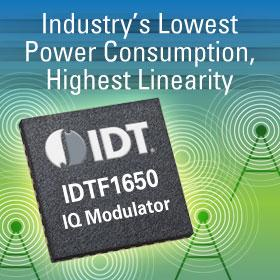 Industry's Lowest
Power Consumption,
Highest Linearity
IDT®
IDTF1650
IQ Modulator